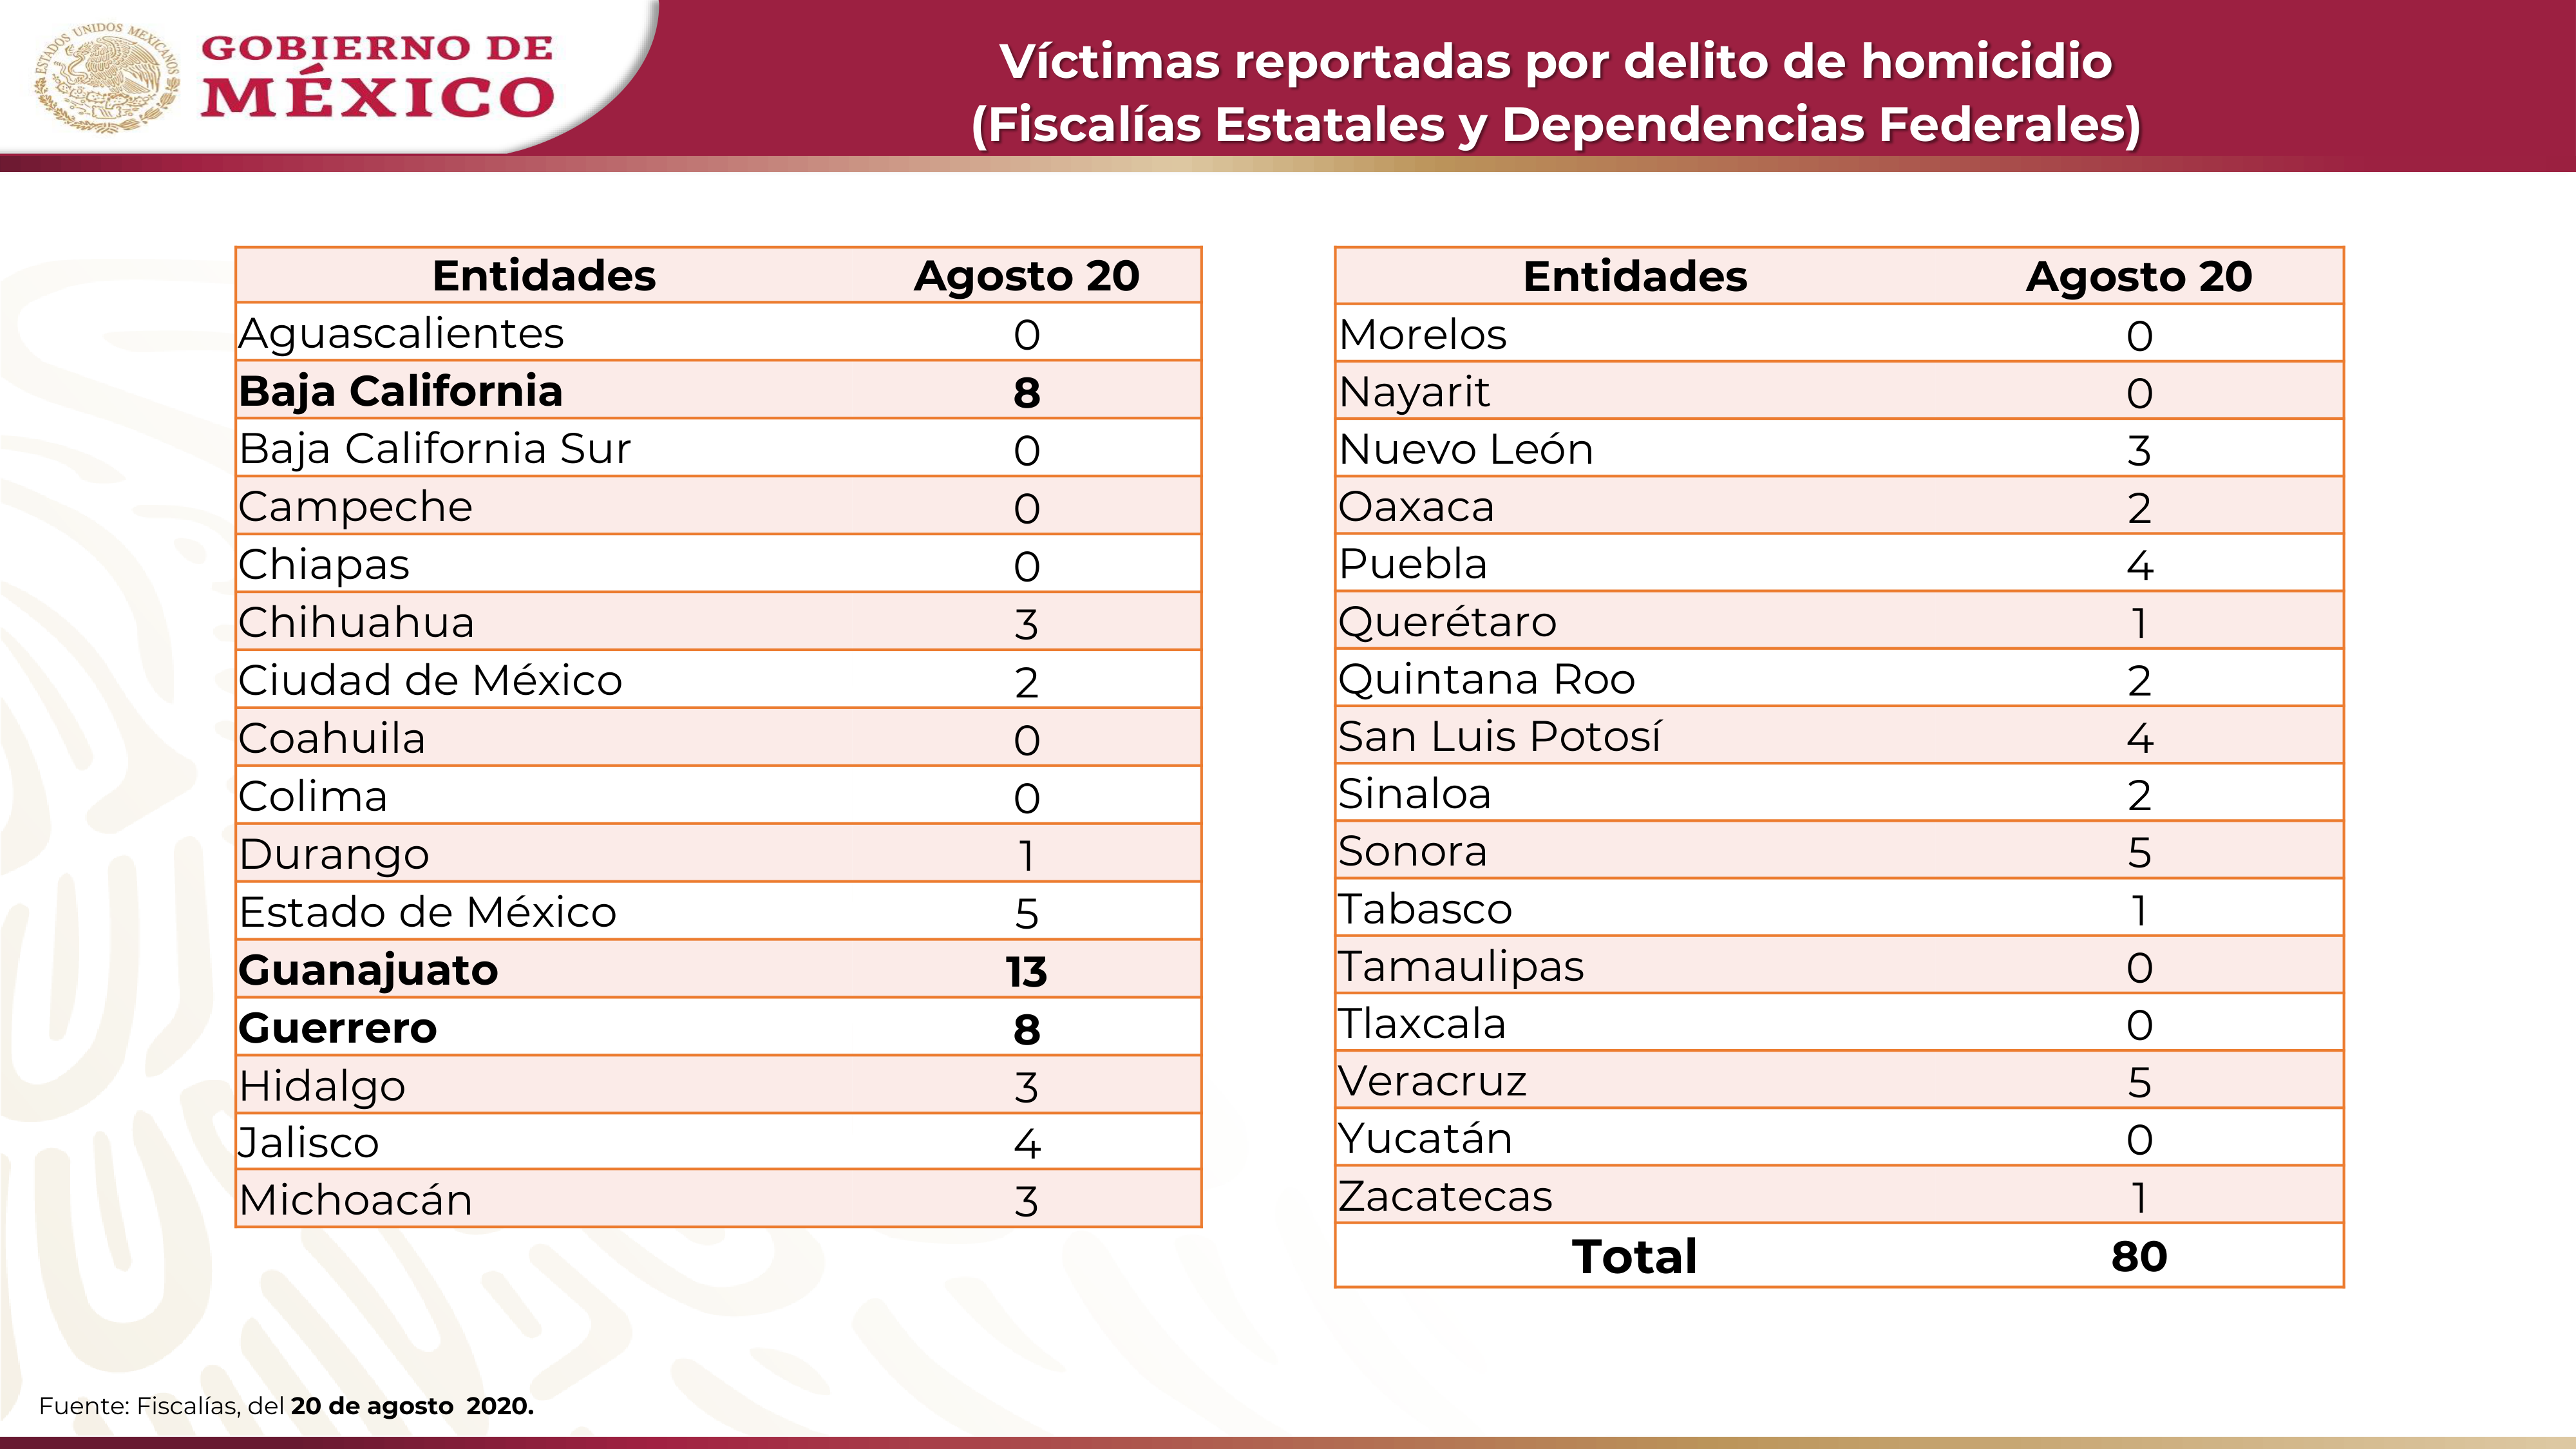 ESTADOS UNIDOS MEXICANOS
GOBIERNO DE
MÉXICO
Víctimas reportadas por delito de homicidio
(Fiscalías Estatales y Dependencias Federales)
Entidades Agosto 20
Aguascalientes 0
Baja California 8
Baja California Sur 0
Campeche 0
Chiapas 0
Chihuahua 3
Ciudad de México 2
Coahuila 0
Colima 0
Durango 1
Estado de México 5
Guanajuato 13
Guerrero 8
Hidalgo 3
Jalisco 4
Michoacán 3
Entidades Agosto 20
Morelos 0
Nayarit 0
Nuevo León 3
Oaxaca 2
Puebla 4
Querétaro 1
Quintana Roo 2
San Luis Potosí 4
Sinaloa 2
Sonora 5
Tabasco 1
Tamaulipas 0
Tlaxcala 0
Veracruz 5
Yucatán 0
Zacatecas 1
Total 80
Fuente: Fiscalías, del 20 de agosto 2020.